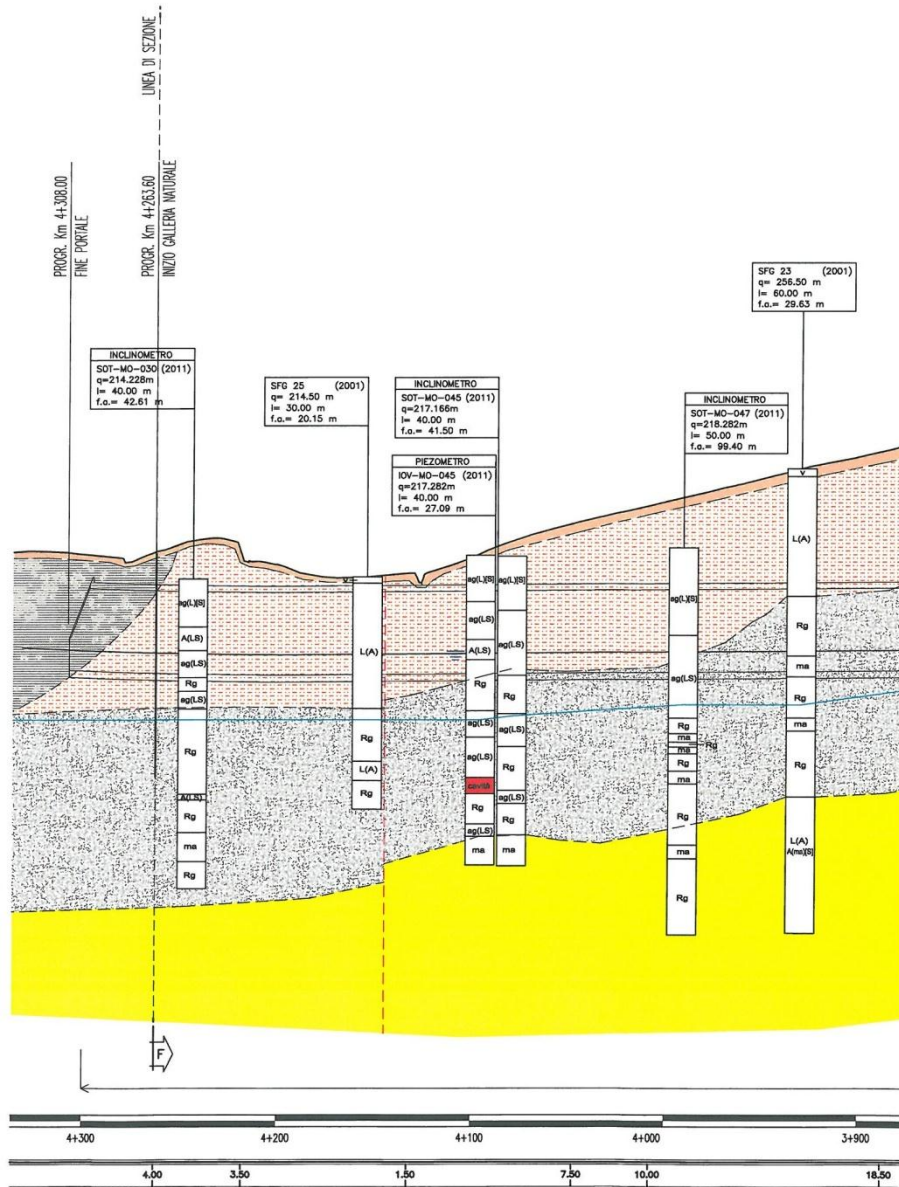 LINEA DI SEZIONE
PROGR. Km 4+308.00
FINE PORTALE
PROGR. Km 4+263.60
INIZIO GALLERIA NATURALE
SFG 23 (2001)
q= 256.50 m
l= 60.00 m
f.a.= 29.63 m
INCLINOMETRO
SOT-MO-030 (2011)
q=214.228m
l= 40.00 m
f.a.= 42.61 m
SFG 25 (2001)
q= 214.50 m
l= 30.00 m
f.a.= 20.15 m
INCLINOMETRO
SOT-MO-045 (2011)
q=217.166m
l= 40.00 m
f.a.= 41.50 m
INCLINOMETRO
SOT-MO-047 (2011)
q=218.282m
l= 50.00 m
f.a.= 99.40 m
PIEZOMETRO
IOV-MO-045 (2011)
q=217.282m
l= 40.00 m
f.a.= 27.09 m
ag(L)[S]
A(LS)
ag(LS)
Rg
ag(LS)
Rg
A(LS)
Rg
ma
Rg
v
L(A)
Rg
L(A)
Rg
ag(L)[S]
ag(LS)
A(LS)
Rg
ag(LS)
ag(LS)
cavità
Rg
ag(LS)
ma
ag(L)[S]
ag(LS)
Rg
ag(LS)
Rg
ag(LS)
Rg
ma
ag(L)[S]
ag(LS)
Rg
ma
Rg
ma
Rg
ma
Rg
ma
Rg
v
L(A)
Rg
ma
Rg
ma
Rg
L(A)
A(ma)[S]
F
4+300 4+200 4+100 4+000 3+900
4.00 3.50 1.50 7.50 10.00 18.50